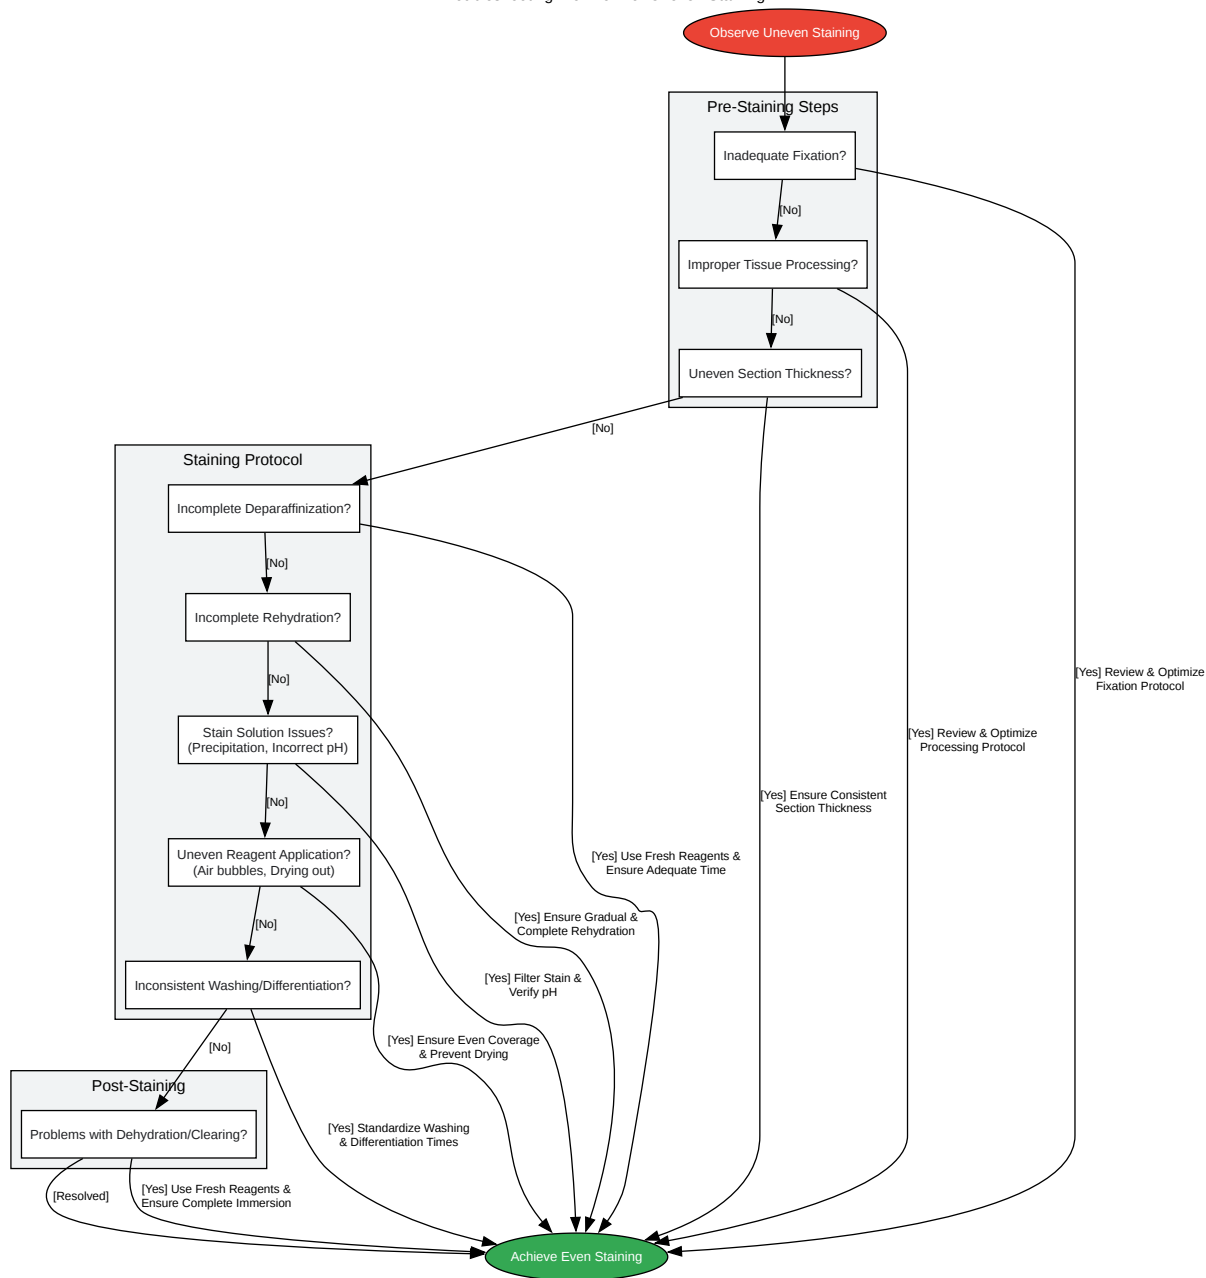 Observe Uneven Staining
Pre-Staining Steps
Inadequate Fixation?
[No]
Improper Tissue Processing?
[No]
Uneven Section Thickness?
[No]
Staining Protocol
Incomplete Deparaffinization?
[No]
Incomplete Rehydration?
[No]
[Yes] Review & Optimize
Fixation Protocol
Stain Solution Issues?
(Precipitation, Incorrect pH)
[Yes] Review & Optimize
Processing Protocol
[No]
[Yes] Ensure Consistent
Section Thickness
Uneven Reagent Application?
(Air bubbles, Drying out)
[Yes] Use Fresh Reagents &
Ensure Adequate Time
[No]
[Yes] Ensure Gradual &
Complete Rehydration
Inconsistent Washing/Differentiation?
[Yes] Filter Stain &
Verify pH
[No]
[Yes] Ensure Even Coverage
& Prevent Drying
Post-Staining
Problems with Dehydration/Clearing?
[Yes] Standardize Washing
& Differentiation Times
[Resolved]
[Yes] Use Fresh Reagents &
Ensure Complete Immersion
Achieve Even Staining